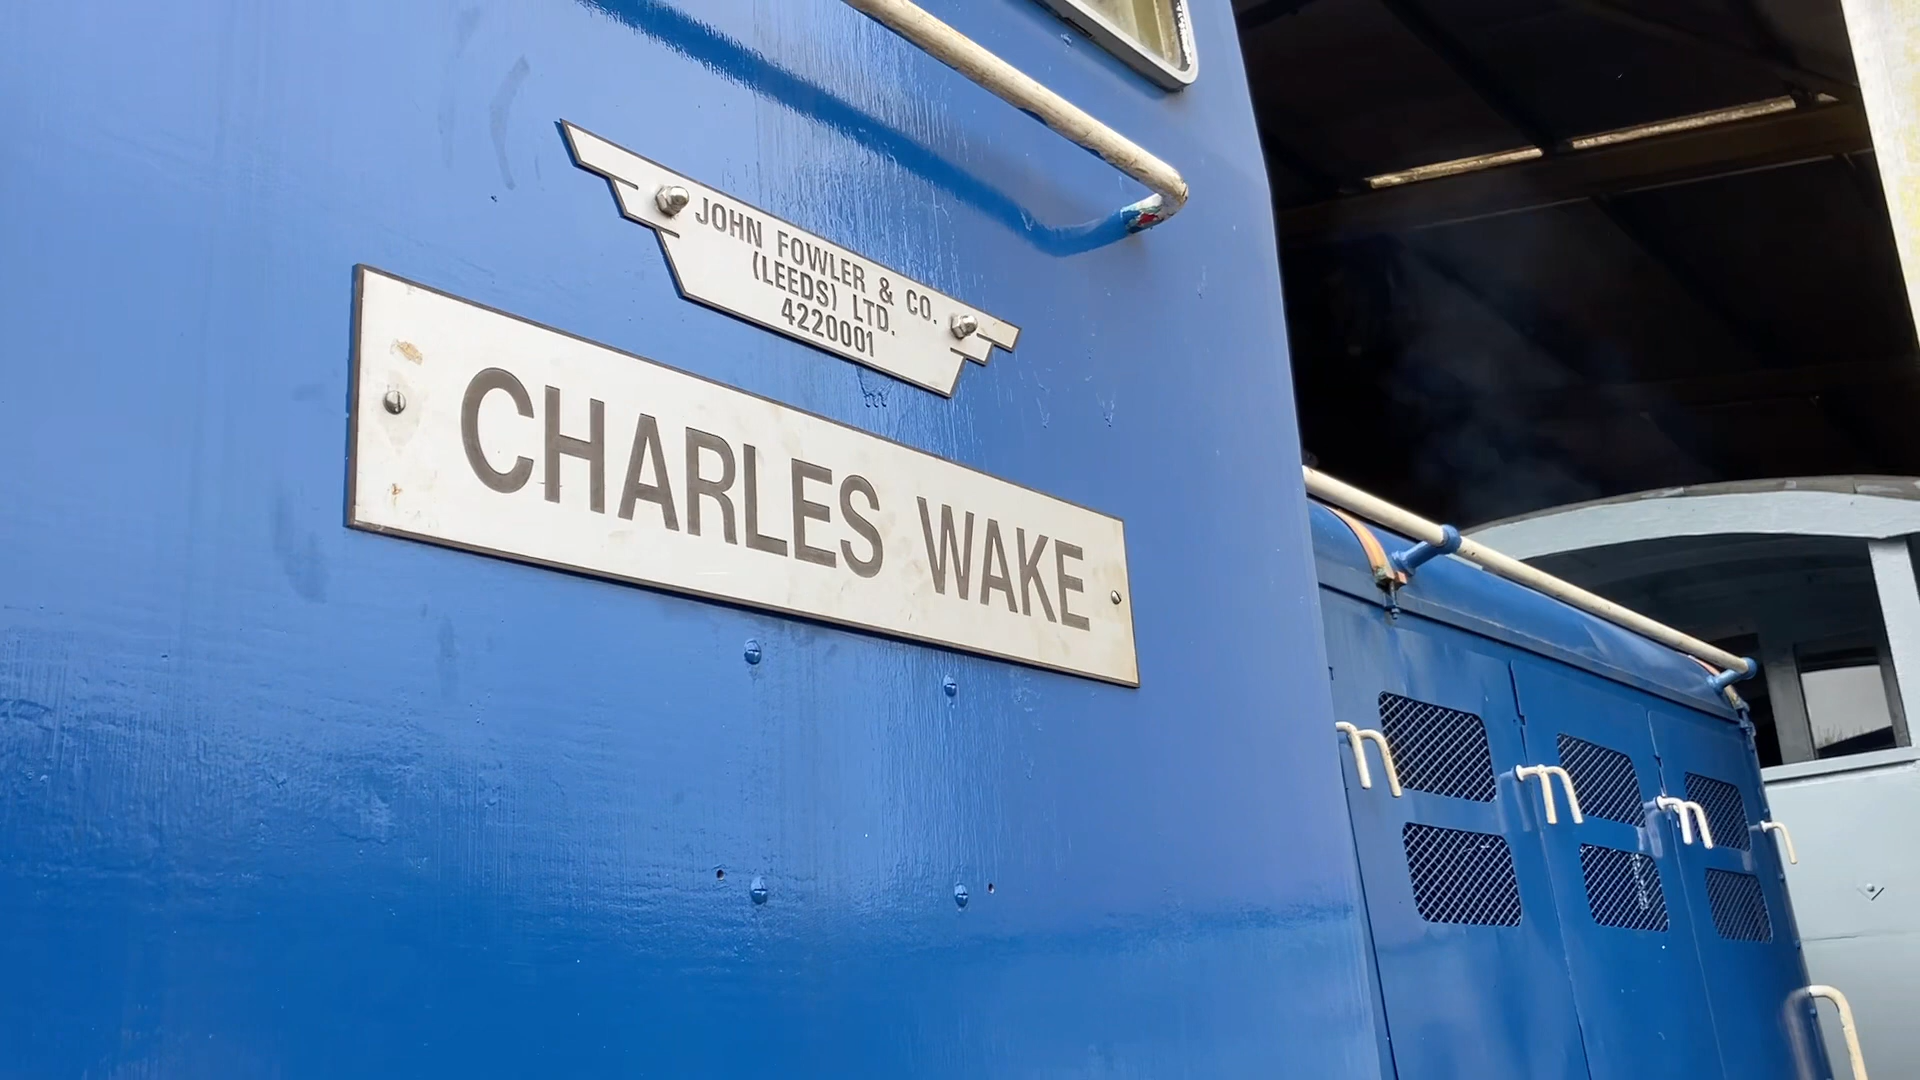 JOHN FOWLER & CO.
(LEEDS) LTD.
4220001
CHARLES WAKE